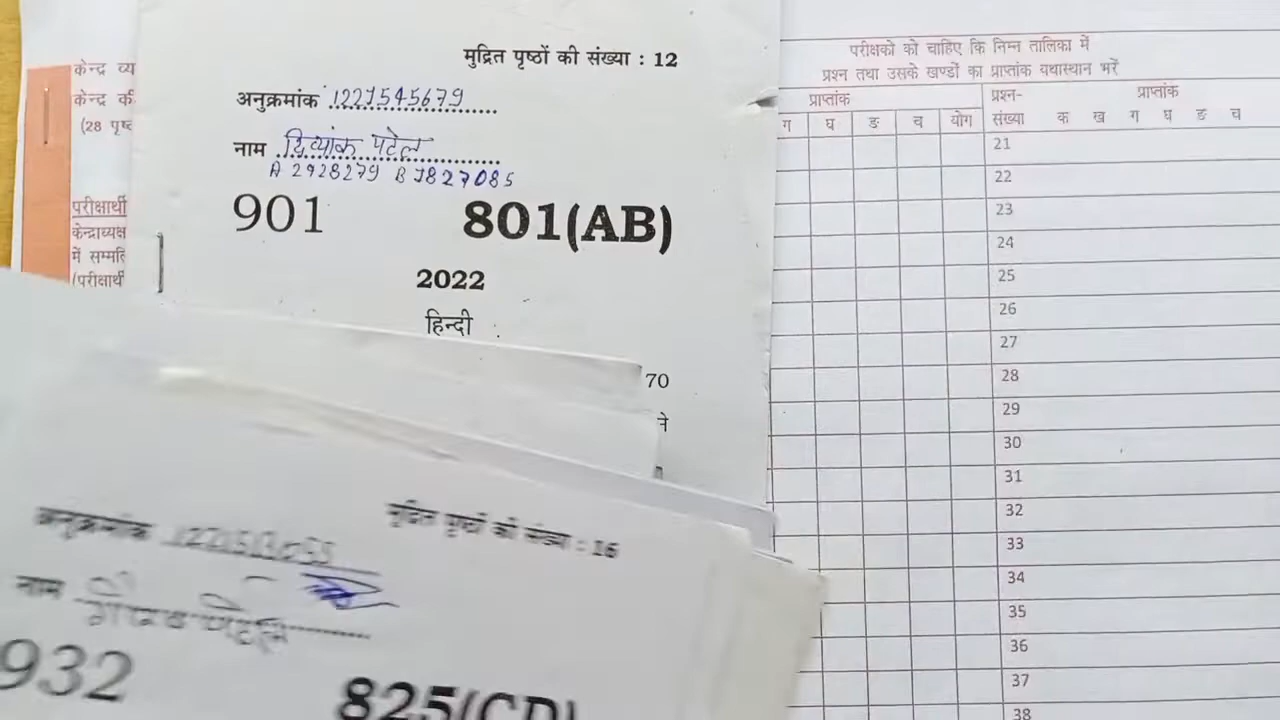 मुद्रित पृष्ठों की संख्या : 12
अनुक्रमांक 1221545679
नाम दिव्यांक पटेल
A 2928279 B 1827085
901 801(AB)
2022
हिन्दी
70
ने
केन्द्र व्य
केन्द्र की
(28 पृष्ट
परीक्षार्थी
केन्द्राध्यक्ष
में सम्मति
(परीक्षार्थी
परीक्षको को चाहिए कि निम्न तालिका में
प्रश्न तथा उसके खण्डों का प्राप्तांक यथास्थान भरें
प्राप्तांक प्रश्न- प्राप्तांक
ग घ ङ च योग संख्या क ख ग घ ङ च
21
22
23
24
25
26
27
28
29
30
31
32
33
34
35
36
37
38
मुद्रित पृष्ठों की संख्या : 16
अनुक्रमांक
नाम पटेल
932 825(CD)